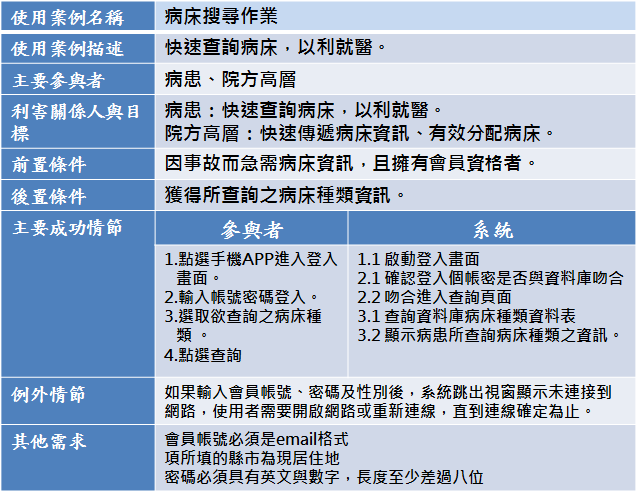 使用案例名稱 病床搜尋作業
使用案例描述 快速查詢病床，以利就醫。
主要參與者 病患、院方高層
利害關係人與目標
病患：快速查詢病床，以利就醫。
院方高層：快速傳遞病床資訊、有效分配病床。
前置條件 因事故而急需病床資訊，且擁有會員資格者。
後置條件 獲得所查詢之病床種類資訊。
主要成功情節
參與者
1.點選手機APP進入登入
畫面。
2.輸入帳號密碼登入。
3.選取欲查詢之病床種
類 。
4.點選查詢
系統
1.1 啟動登入畫面
2.1 確認登入個帳密是否與資料庫吻合
2.2 吻合進入查詢頁面
3.1 查詢資料庫病床種類資料表
3.2 顯示病患所查詢病床種類之資訊。
例外情節
如果輸入會員帳號、密碼及性別後，系統跳出視窗顯示未連接到
網路，使用者需要開啟網路或重新連線，直到連線確定為止。
其他需求
會員帳號必須是email格式
項所填的縣市為現居住地
密碼必須具有英文與數字，長度至少差過八位